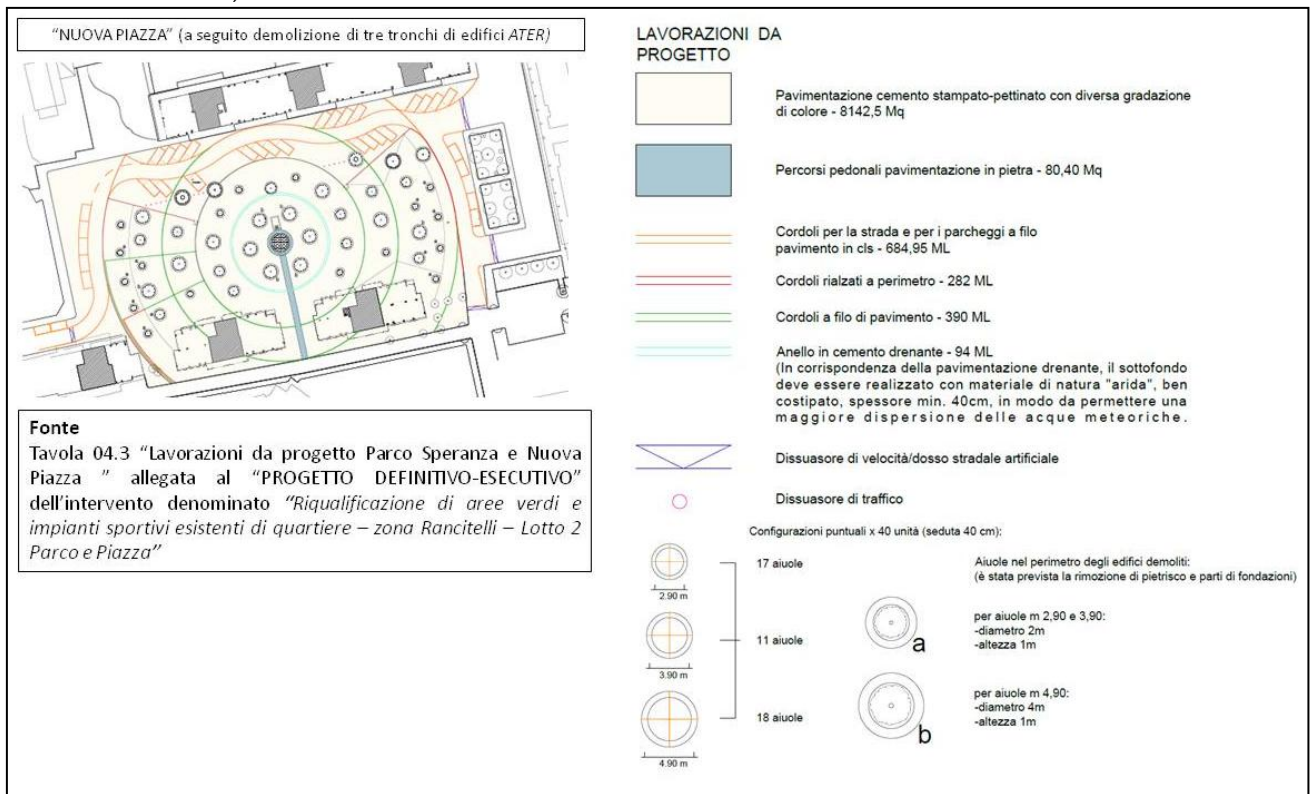 "NUOVA PIAZZA" (a seguito demolizione di tre tronchi di edifici ATER)
Fonte
Tavola 04.3 "Lavorazioni da progetto Parco Speranza e Nuova
Piazza " allegata al "PROGETTO DEFINITIVO-ESECUTIVO"
dell'intervento denominato "Riqualificazione di aree verdi e
impianti sportivi esistenti di quartiere – zona Rancitelli – Lotto 2
Parco e Piazza"
LAVORAZIONI DA
PROGETTO
Pavimentazione cemento stampato-pettinato con diversa gradazione
di colore - 8142,5 Mq
Percorsi pedonali pavimentazione in pietra - 80,40 Mq
Cordoli per la strada e per i parcheggi a filo
pavimento in cls - 684,95 ML
Cordoli rialzati a perimetro - 282 ML
Cordoli a filo di pavimento - 390 ML
Anello in cemento drenante - 94 ML
(In corrispondenza della pavimentazione drenante, il sottofondo
deve essere realizzato con materiale di natura "arida", ben
costipato, spessore min. 40cm, in modo da permettere una
maggiore dispersione delle acque meteoriche.
Dissuasore di velocità/dosso stradale artificiale
Dissuasore di traffico
Configurazioni puntuali x 40 unità (seduta 40 cm):
17 aiuole
2.90 m
11 aiuole
3.90 m
18 aiuole
4.90 m
Aiuole nel perimetro degli edifici demoliti:
(è stata prevista la rimozione di pietrisco e parti di fondazioni)
a
per aiuole m 2,90 e 3,90:
-diametro 2m
-altezza 1m
b
per aiuole m 4,90:
-diametro 4m
-altezza 1m